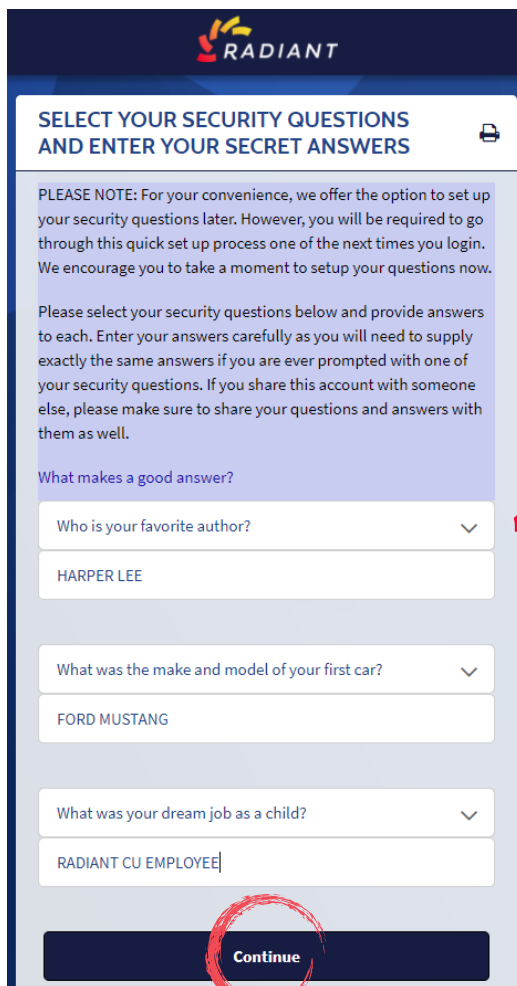 RADIANT
SELECT YOUR SECURITY QUESTIONS
AND ENTER YOUR SECRET ANSWERS
PLEASE NOTE: For your convenience, we offer the option to set up
your security questions later. However, you will be required to go
through this quick set up process one of the next times you login.
We encourage you to take a moment to setup your questions now.
Please select your security questions below and provide answers
to each. Enter your answers carefully as you will need to supply
exactly the same answers if you are ever prompted with one of
your security questions. If you share this account with someone
else, please make sure to share your questions and answers with
them as well.
What makes a good answer?
Who is your favorite author?
HARPER LEE
What was the make and model of your first car?
FORD MUSTANG
What was your dream job as a child?
RADIANT CU EMPLOYEE
Continue